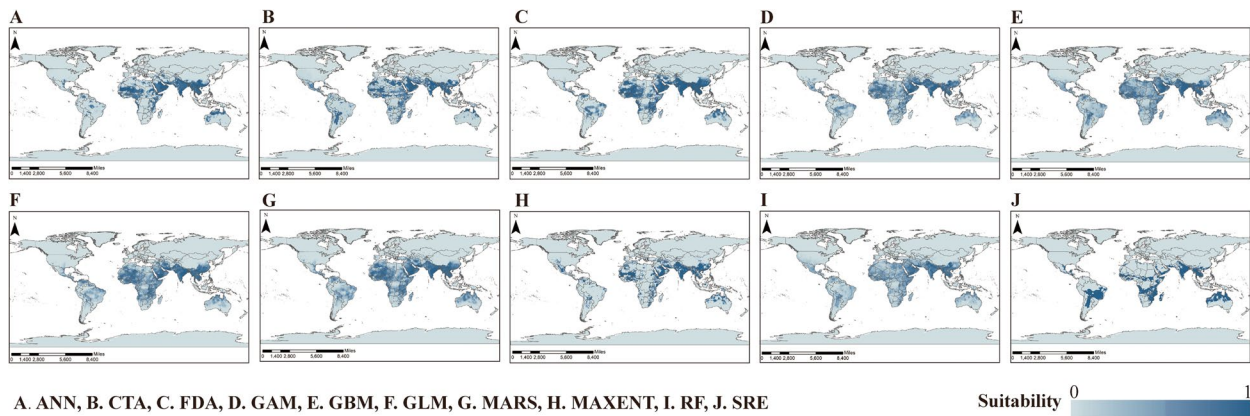 A B C D E
N N N N N
Miles Miles Miles Miles Miles
0 1,400 2,800 5,600 8,400 0 1,400 2,800 5,600 8,400 0 1,400 2,800 5,600 8,400 0 1,400 2,800 5,600 8,400 0 1,400 2,800 5,600 8,400
F G H I J
N N N N N
Miles Miles Miles Miles Miles
0 1,400 2,800 5,600 8,400 0 1,400 2,800 5,600 8,400 0 1,400 2,800 5,600 8,400 0 1,400 2,800 5,600 8,400 0 1,400 2,800 5,600 8,400
A. ANN, B. CTA, C. FDA, D. GAM, E. GBM, F. GLM, G. MARS, H. MAXENT, I. RF, J. SRE
Suitability 0 1